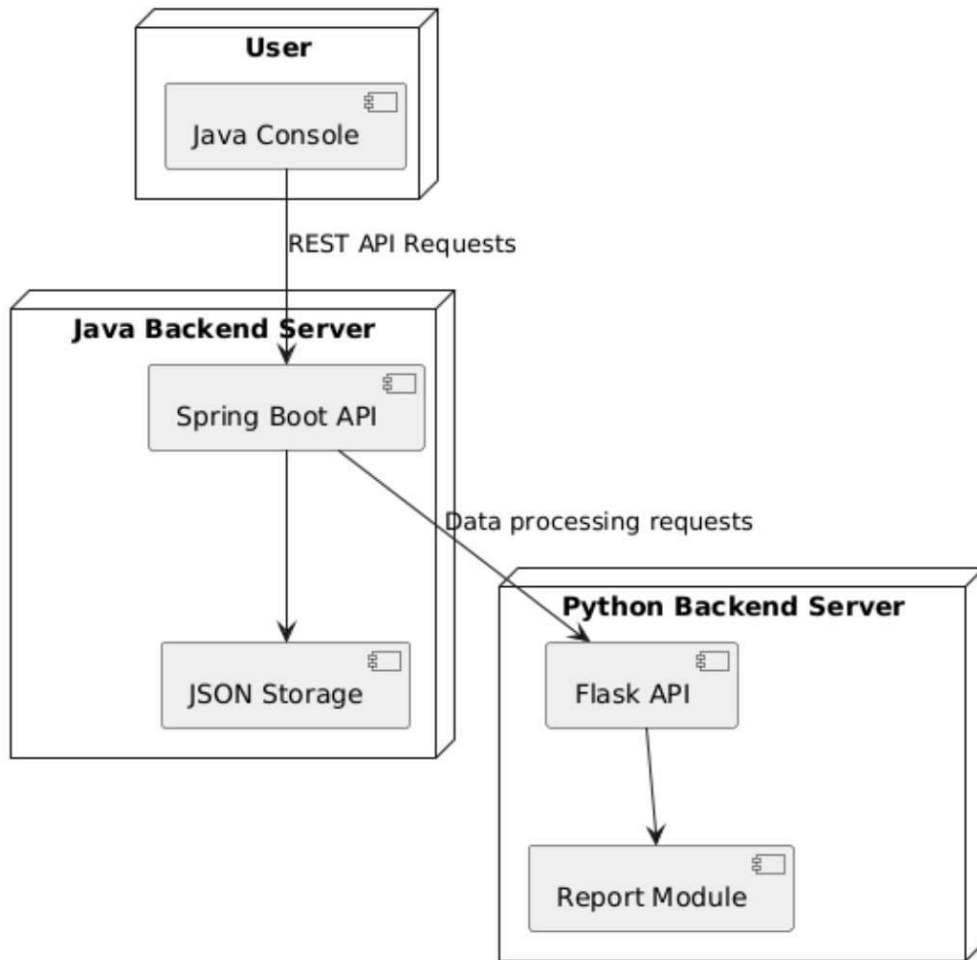 User
Java Console
REST API Requests
Java Backend Server
Spring Boot API
Data processing requests
Python Backend Server
JSON Storage
Flask API
Report Module